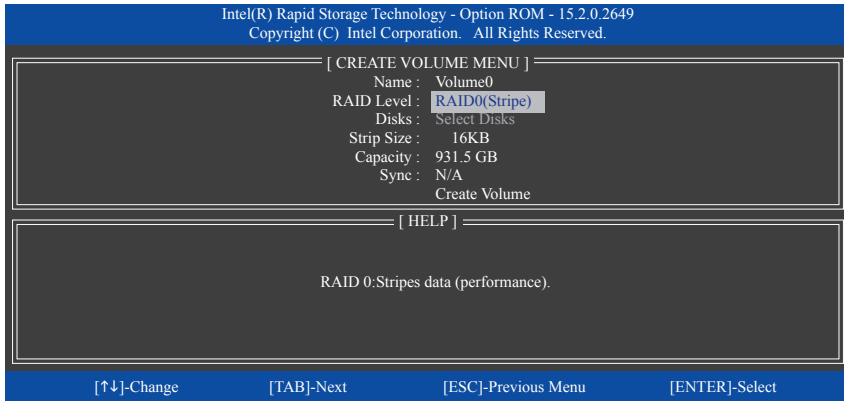 Intel(R) Rapid Storage Technology - Option ROM - 15.2.0.2649
Copyright (C) Intel Corporation. All Rights Reserved.
[ CREATE VOLUME MENU ]
Name : Volume0
RAID Level : RAID0(Stripe)
Disks : Select Disks
Strip Size : 16KB
Capacity : 931.5 GB
Sync : N/A
Create Volume
[ HELP ]
RAID 0:Stripes data (performance).
[↑↓]-Change [TAB]-Next [ESC]-Previous Menu [ENTER]-Select